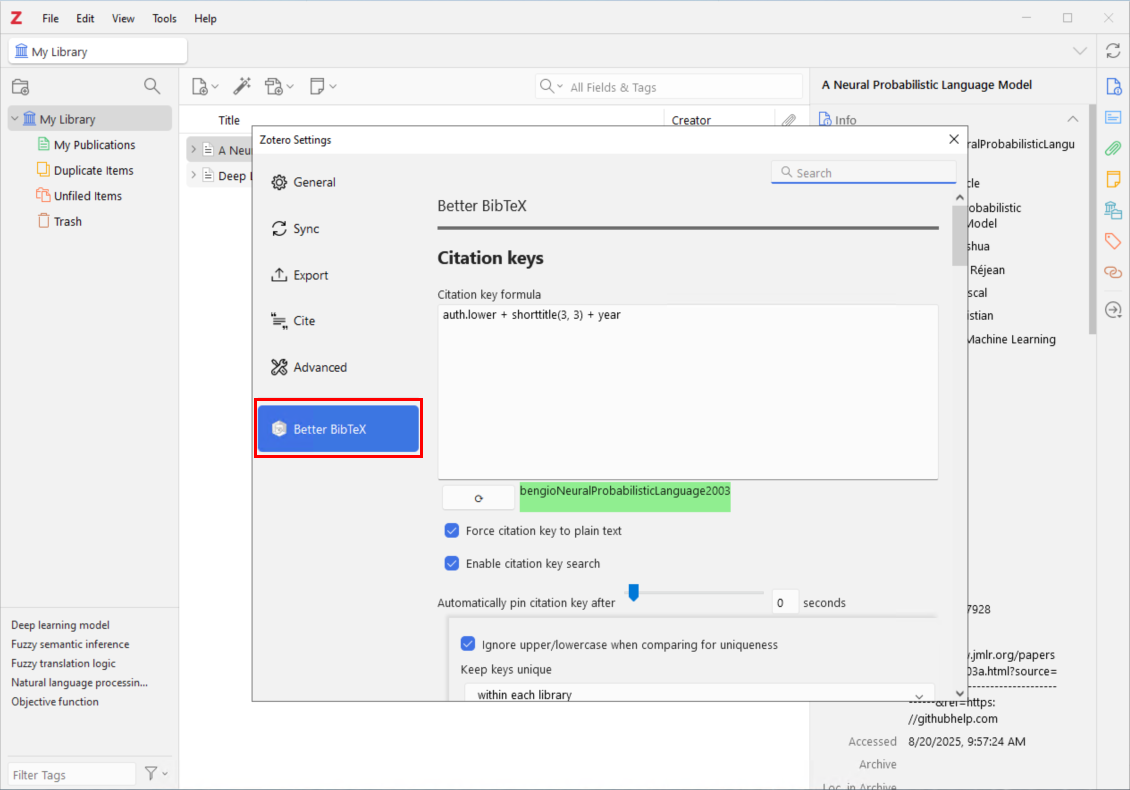 Z File Edit View Tools Help
My Library
All Fields & Tags
A Neural Probabilistic Language Model
My Library
My Publications
Duplicate Items
Unfiled Items
Trash
Title
Creator
A Neu
Deep
Info
Zotero Settings
General
Sync
Export
Cite
Advanced
Better BibTeX
Search
Better BibTeX
Citation keys
Citation key formula
auth.lower + shorttitle(3, 3) + year
bengioNeuralProbabilisticLanguage2003
Force citation key to plain text
Enable citation key search
Automatically pin citation key after 0 seconds
Ignore upper/lowercase when comparing for uniqueness
Keep keys unique
within each library
ralProbabilisticLangu
cle
obabilistic
Model
shua
Réjean
scal
istian
Machine Learning
7928
.jmlr.org/papers
03a.html?source=
------&ref=https:
//githubhelp.com
Accessed 8/20/2025, 9:57:24 AM
Archive
Loc. in Archive
Deep learning model
Fuzzy semantic inference
Fuzzy translation logic
Natural language processin...
Objective function
Filter Tags